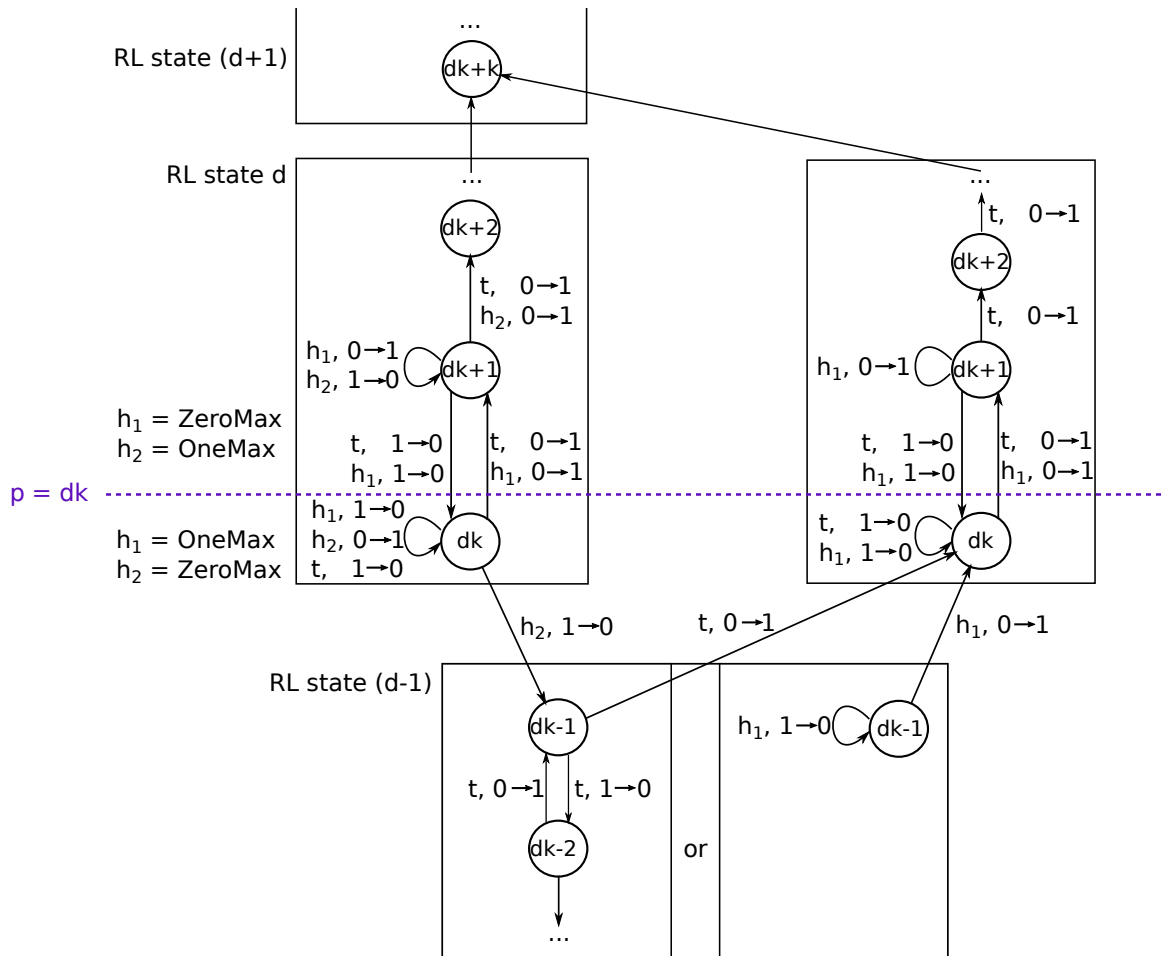 ...
RL state (d+1)
dk+k
RL state d
...
dk+2
t, 0→1
h₂, 0→1
h₁, 0→1
h₂, 1→0
dk+1
h₁ = ZeroMax
h₂ = OneMax
t, 1→0
h₁, 1→0
t, 0→1
h₁, 0→1
p = dk
h₁ = OneMax
h₂ = ZeroMax
h₁, 1→0
h₂, 0→1
t, 1→0
dk
...
t, 0→1
dk+2
t, 0→1
h₁, 0→1
dk+1
t, 1→0
h₁, 1→0
t, 0→1
h₁, 0→1
t, 1→0
h₁, 1→0
dk
h₂, 1→0
t, 0→1
h₁, 0→1
RL state (d-1)
dk-1
t, 0→1
t, 1→0
dk-2
...
or
h₁, 1→0
dk-1